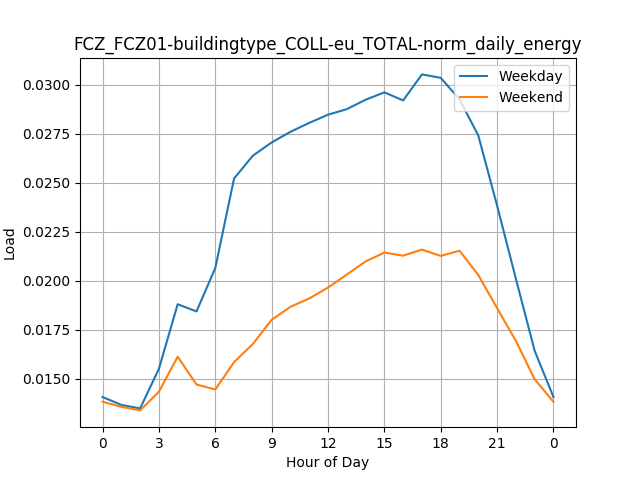 FCZ_FCZ01-buildingtype_COLL-eu_TOTAL-norm_daily_energy
Weekday
Weekend
Load
0.0300
0.0275
0.0250
0.0225
0.0200
0.0175
0.0150
0 3 6 9 12 15 18 21 0
Hour of Day